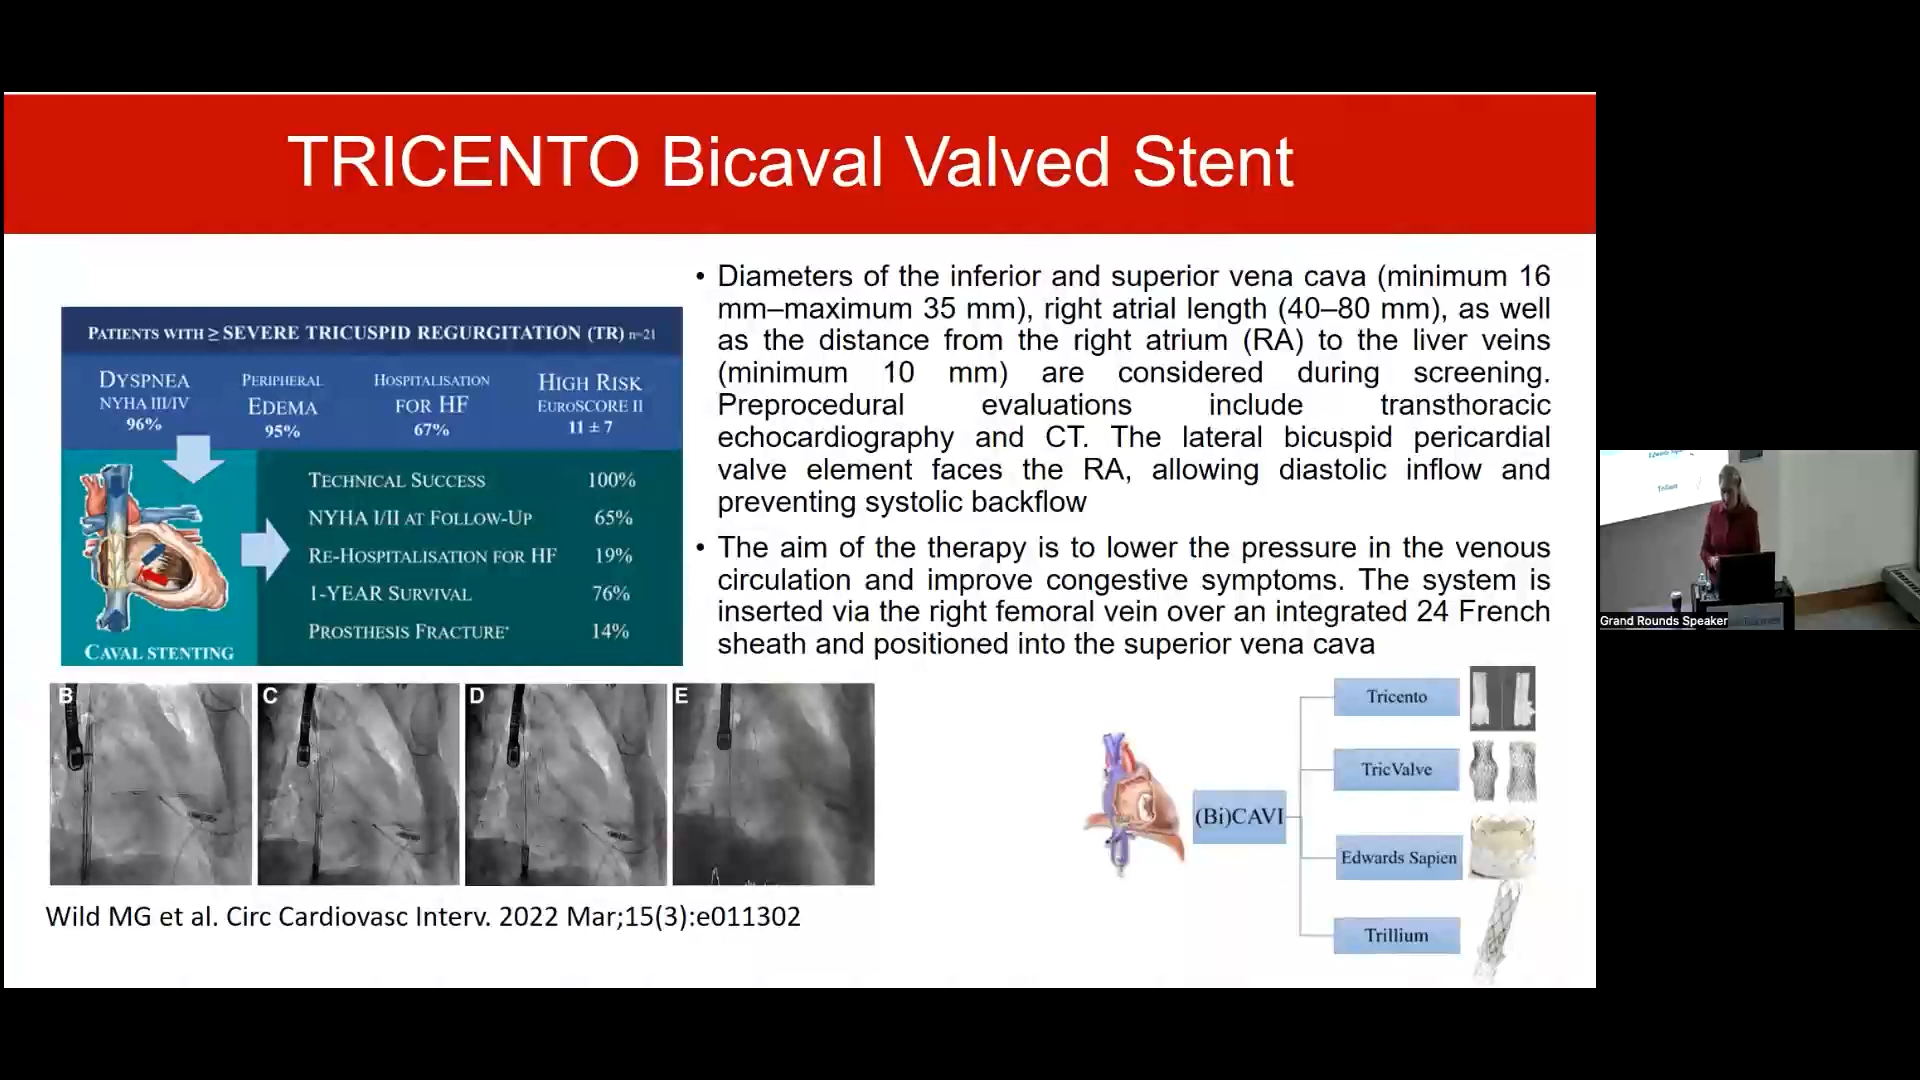 TRICENTO Bicaval Valved Stent
PATIENTS WITH ≥ SEVERE TRICUSPID REGURGITATION (TR) n=21
DYSPNEA
NYHA III/IV
96%
PERIPHERAL
EDEMA
95%
HOSPITALISATION
FOR HF
67%
HIGH RISK
EUROSCORE II
11 ± 7
TECHNICAL SUCCESS 100%
NYHA I/II AT FOLLOW-UP 65%
RE-HOSPITALISATION FOR HF 19%
1-YEAR SURVIVAL 76%
PROSTHESIS FRACTURE* 14%
CAVAL STENTING
• Diameters of the inferior and superior vena cava (minimum 16
mm–maximum 35 mm), right atrial length (40–80 mm), as well
as the distance from the right atrium (RA) to the liver veins
(minimum 10 mm) are considered during screening.
Preprocedural evaluations include transthoracic
echocardiography and CT. The lateral bicuspid pericardial
valve element faces the RA, allowing diastolic inflow and
preventing systolic backflow
• The aim of the therapy is to lower the pressure in the venous
circulation and improve congestive symptoms. The system is
inserted via the right femoral vein over an integrated 24 French
sheath and positioned into the superior vena cava
B
C
D
E
Wild MG et al. Circ Cardiovasc Interv. 2022 Mar;15(3):e011302
(Bi)CAVI
Tricento
TricValve
Edwards Sapien
Trillium
Trillium
Grand Rounds Speaker